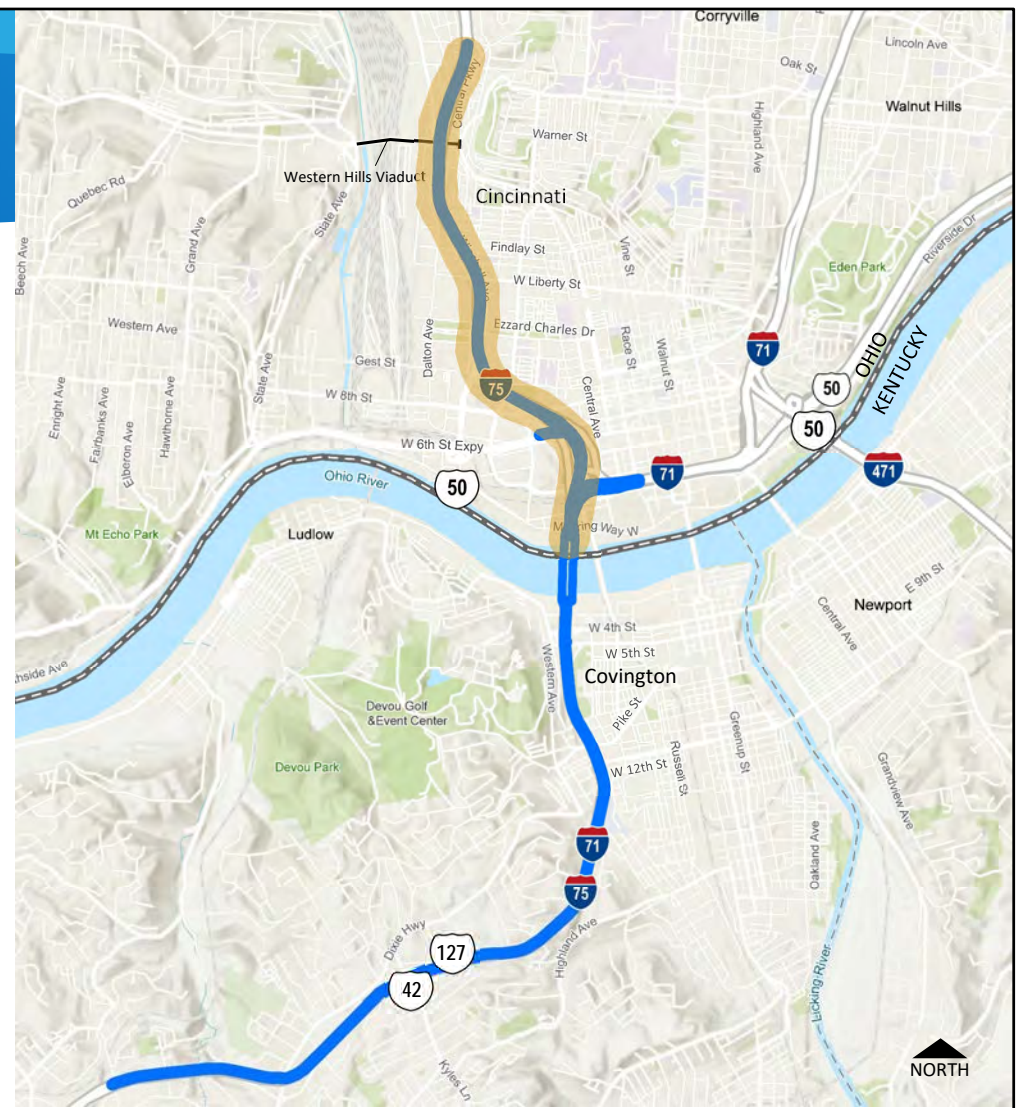 Corryville
Lincoln Ave
Oak St
Central Pkwy
Highland Ave
Walnut Hills
Warner St
Western Hills Viaduct
Quebec Rd
Cincinnati
State Ave
Grand Ave
Beech Ave
Findlay St
Vine St
Riverside Dr
W Liberty St
Eden Park
Western Ave
Dalton Ave
Ezzard Charles Dr
Race St
Walnut St
71
OHIO
KENTUCKY
Gest St
State Ave
75
50
Enright Ave
Fairbanks Ave
Elberon Ave
Hawthorne Ave
W 8th St
Central Ave
50
W 6th St Expy
71
471
Ohio River
50
Mt Echo Park
Ludlow
Way W
E 9th St
Newport
Central Ave
W 4th St
W 5th St
Western Ave
Covington
Devou Golf
&Event Center
Pike St
Greenup St
Devou Park
W 12th St
Russell St
Grandview Ave
71
Oakland Ave
75
Dixie Hwy
127
Highland Ave
42
Licking River
Kyles Ln
NORTH